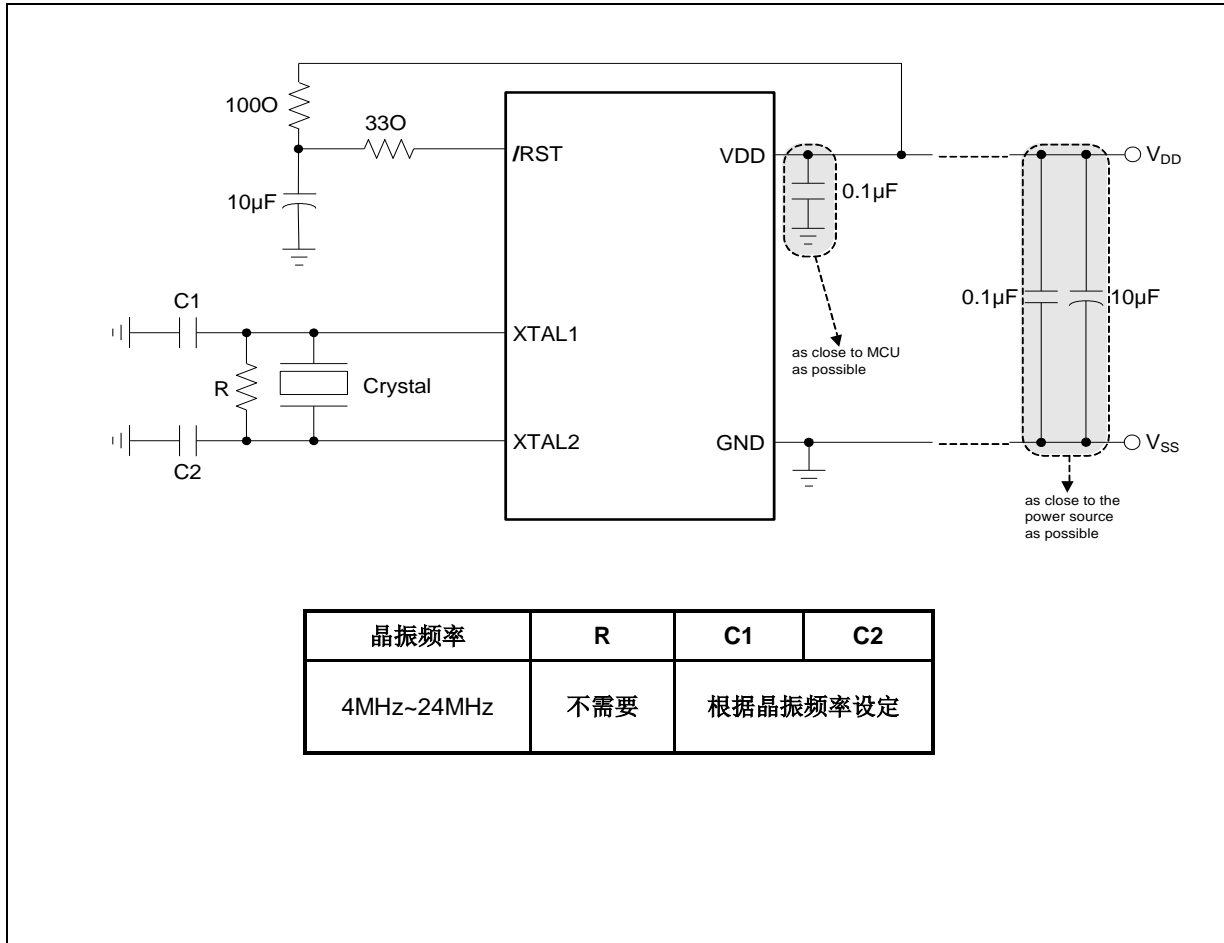 100O
33O
/RST
10µF
VDD
0.1µF
V_DD
C1
XTAL1
R
Crystal
XTAL2
C2
GND
as close to MCU
as possible
0.1µF
10µF
V_SS
as close to the
power source
as possible
晶振频率 R C1 C2
4MHz~24MHz 不需要 根据晶振频率设定